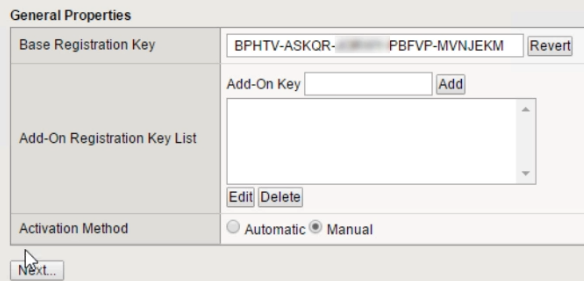 General Properties
Base Registration Key BPHTV-ASKQR- PBFVP-MVNJEKM Revert
Add-On Key Add
Add-On Registration Key List
Edit Delete
Activation Method Automatic Manual
Next...